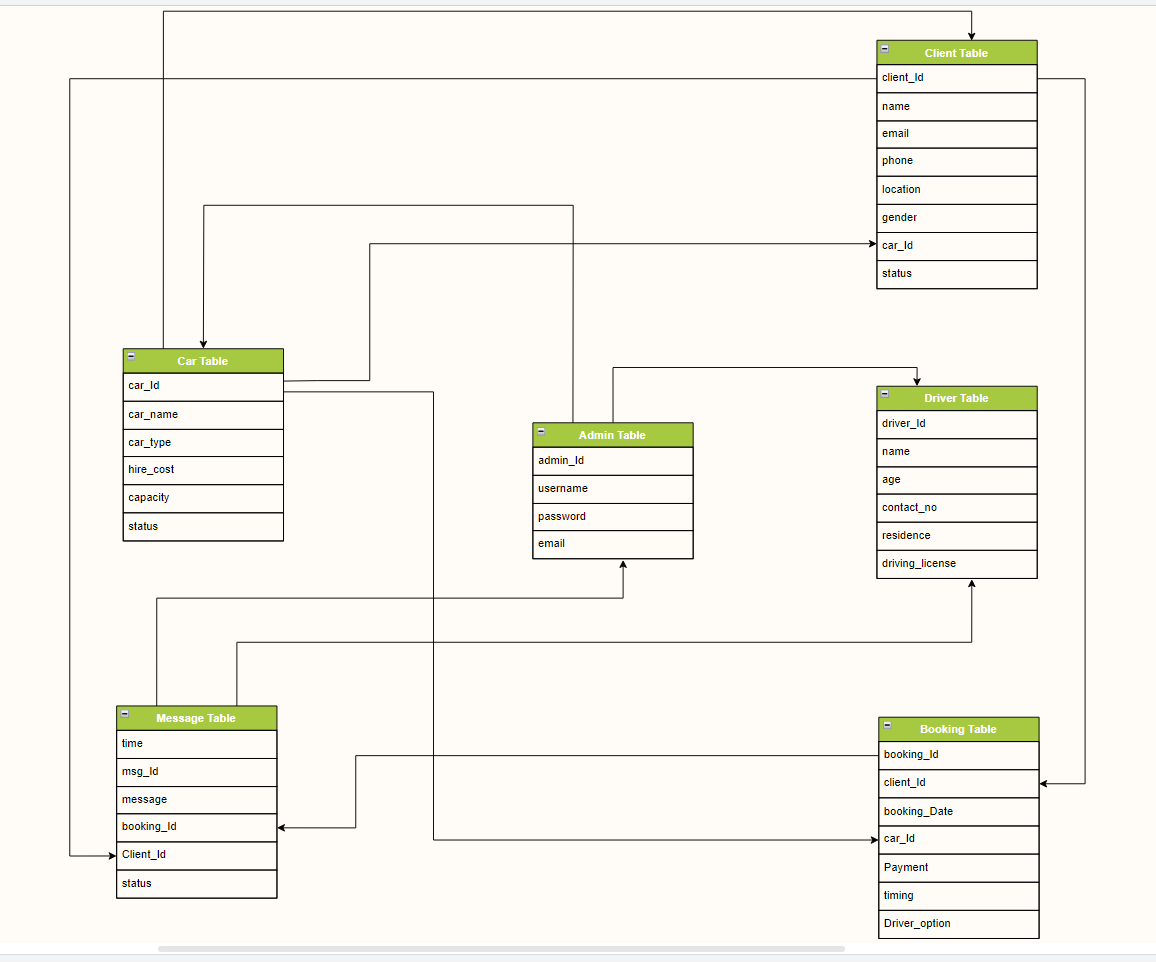 Client Table
client_Id
name
email
phone
location
gender
car_Id
status
Car Table
car_Id
car_name
car_type
hire_cost
capacity
status
Admin Table
admin_Id
username
password
email
Driver Table
driver_Id
name
age
contact_no
residence
driving_license
Message Table
time
msg_Id
message
booking_Id
Client_Id
status
Booking Table
booking_Id
client_Id
booking_Date
car_Id
Payment
timing
Driver_option